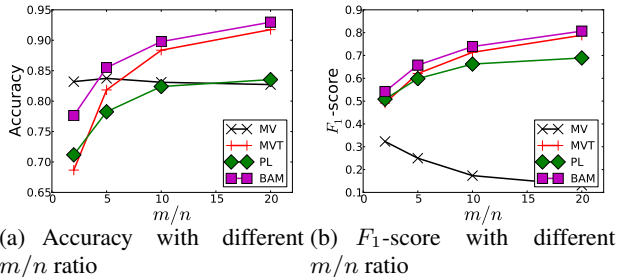 0.95
0.90
0.85
0.80
0.75
0.70
0.65
Accuracy
0 5 10 15 20
m/n
MV
MVT
PL
BAM
0.9
0.8
0.7
0.6
0.5
0.4
0.3
0.2
0.1
F₁-score
0 5 10 15 20
m/n
MV
MVT
PL
BAM
(a) Accuracy with different
m/n ratio
(b) F₁-score with different
m/n ratio